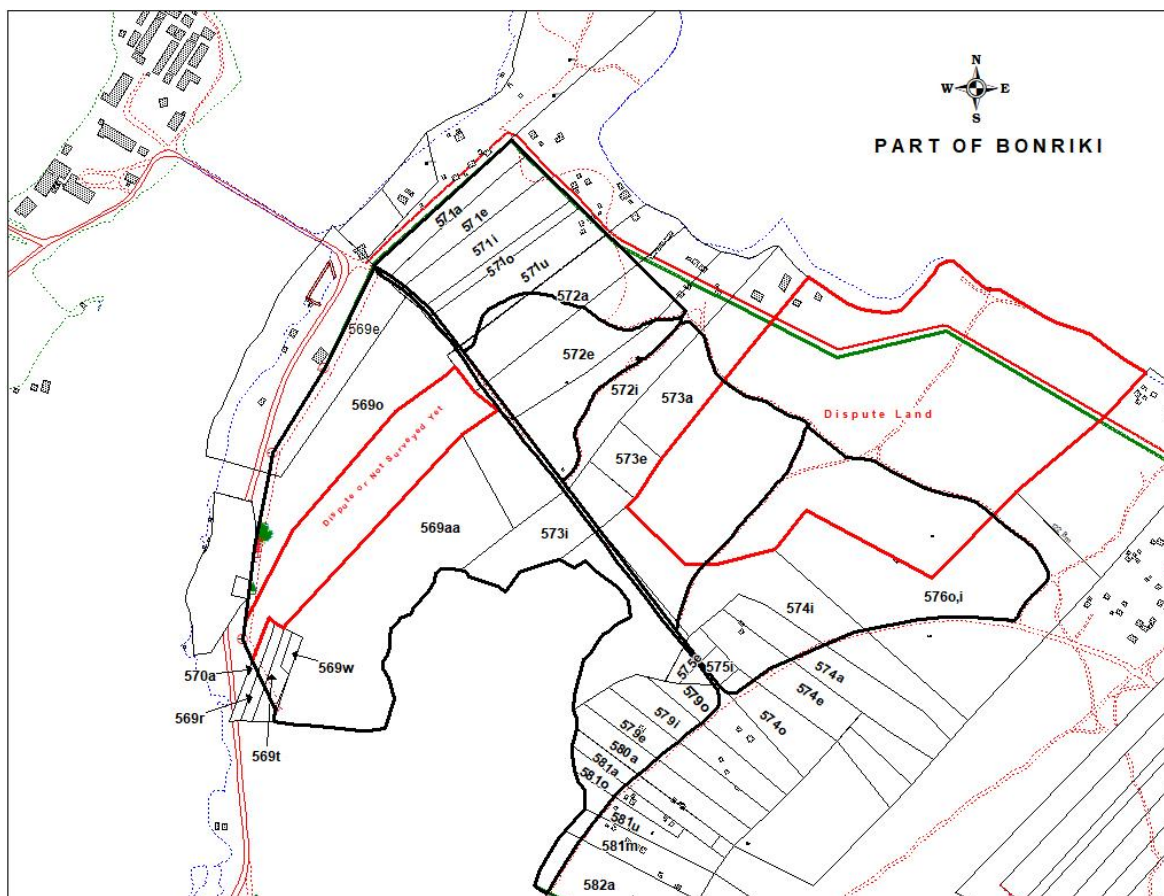 N
W E
S
PART OF BONRIKI
571a
571e
571i
571o
571u
572a
569e
572e
569o
572i
573a
Dispute Land
Dispute or Not Surveyed Yet
573e
569aa
573i
574i
576o,i
569w
570a
575e
575i
574a
569r
574e
579o
574o
579i
569t
579e
580a
581a
581o
581u
581m
582a